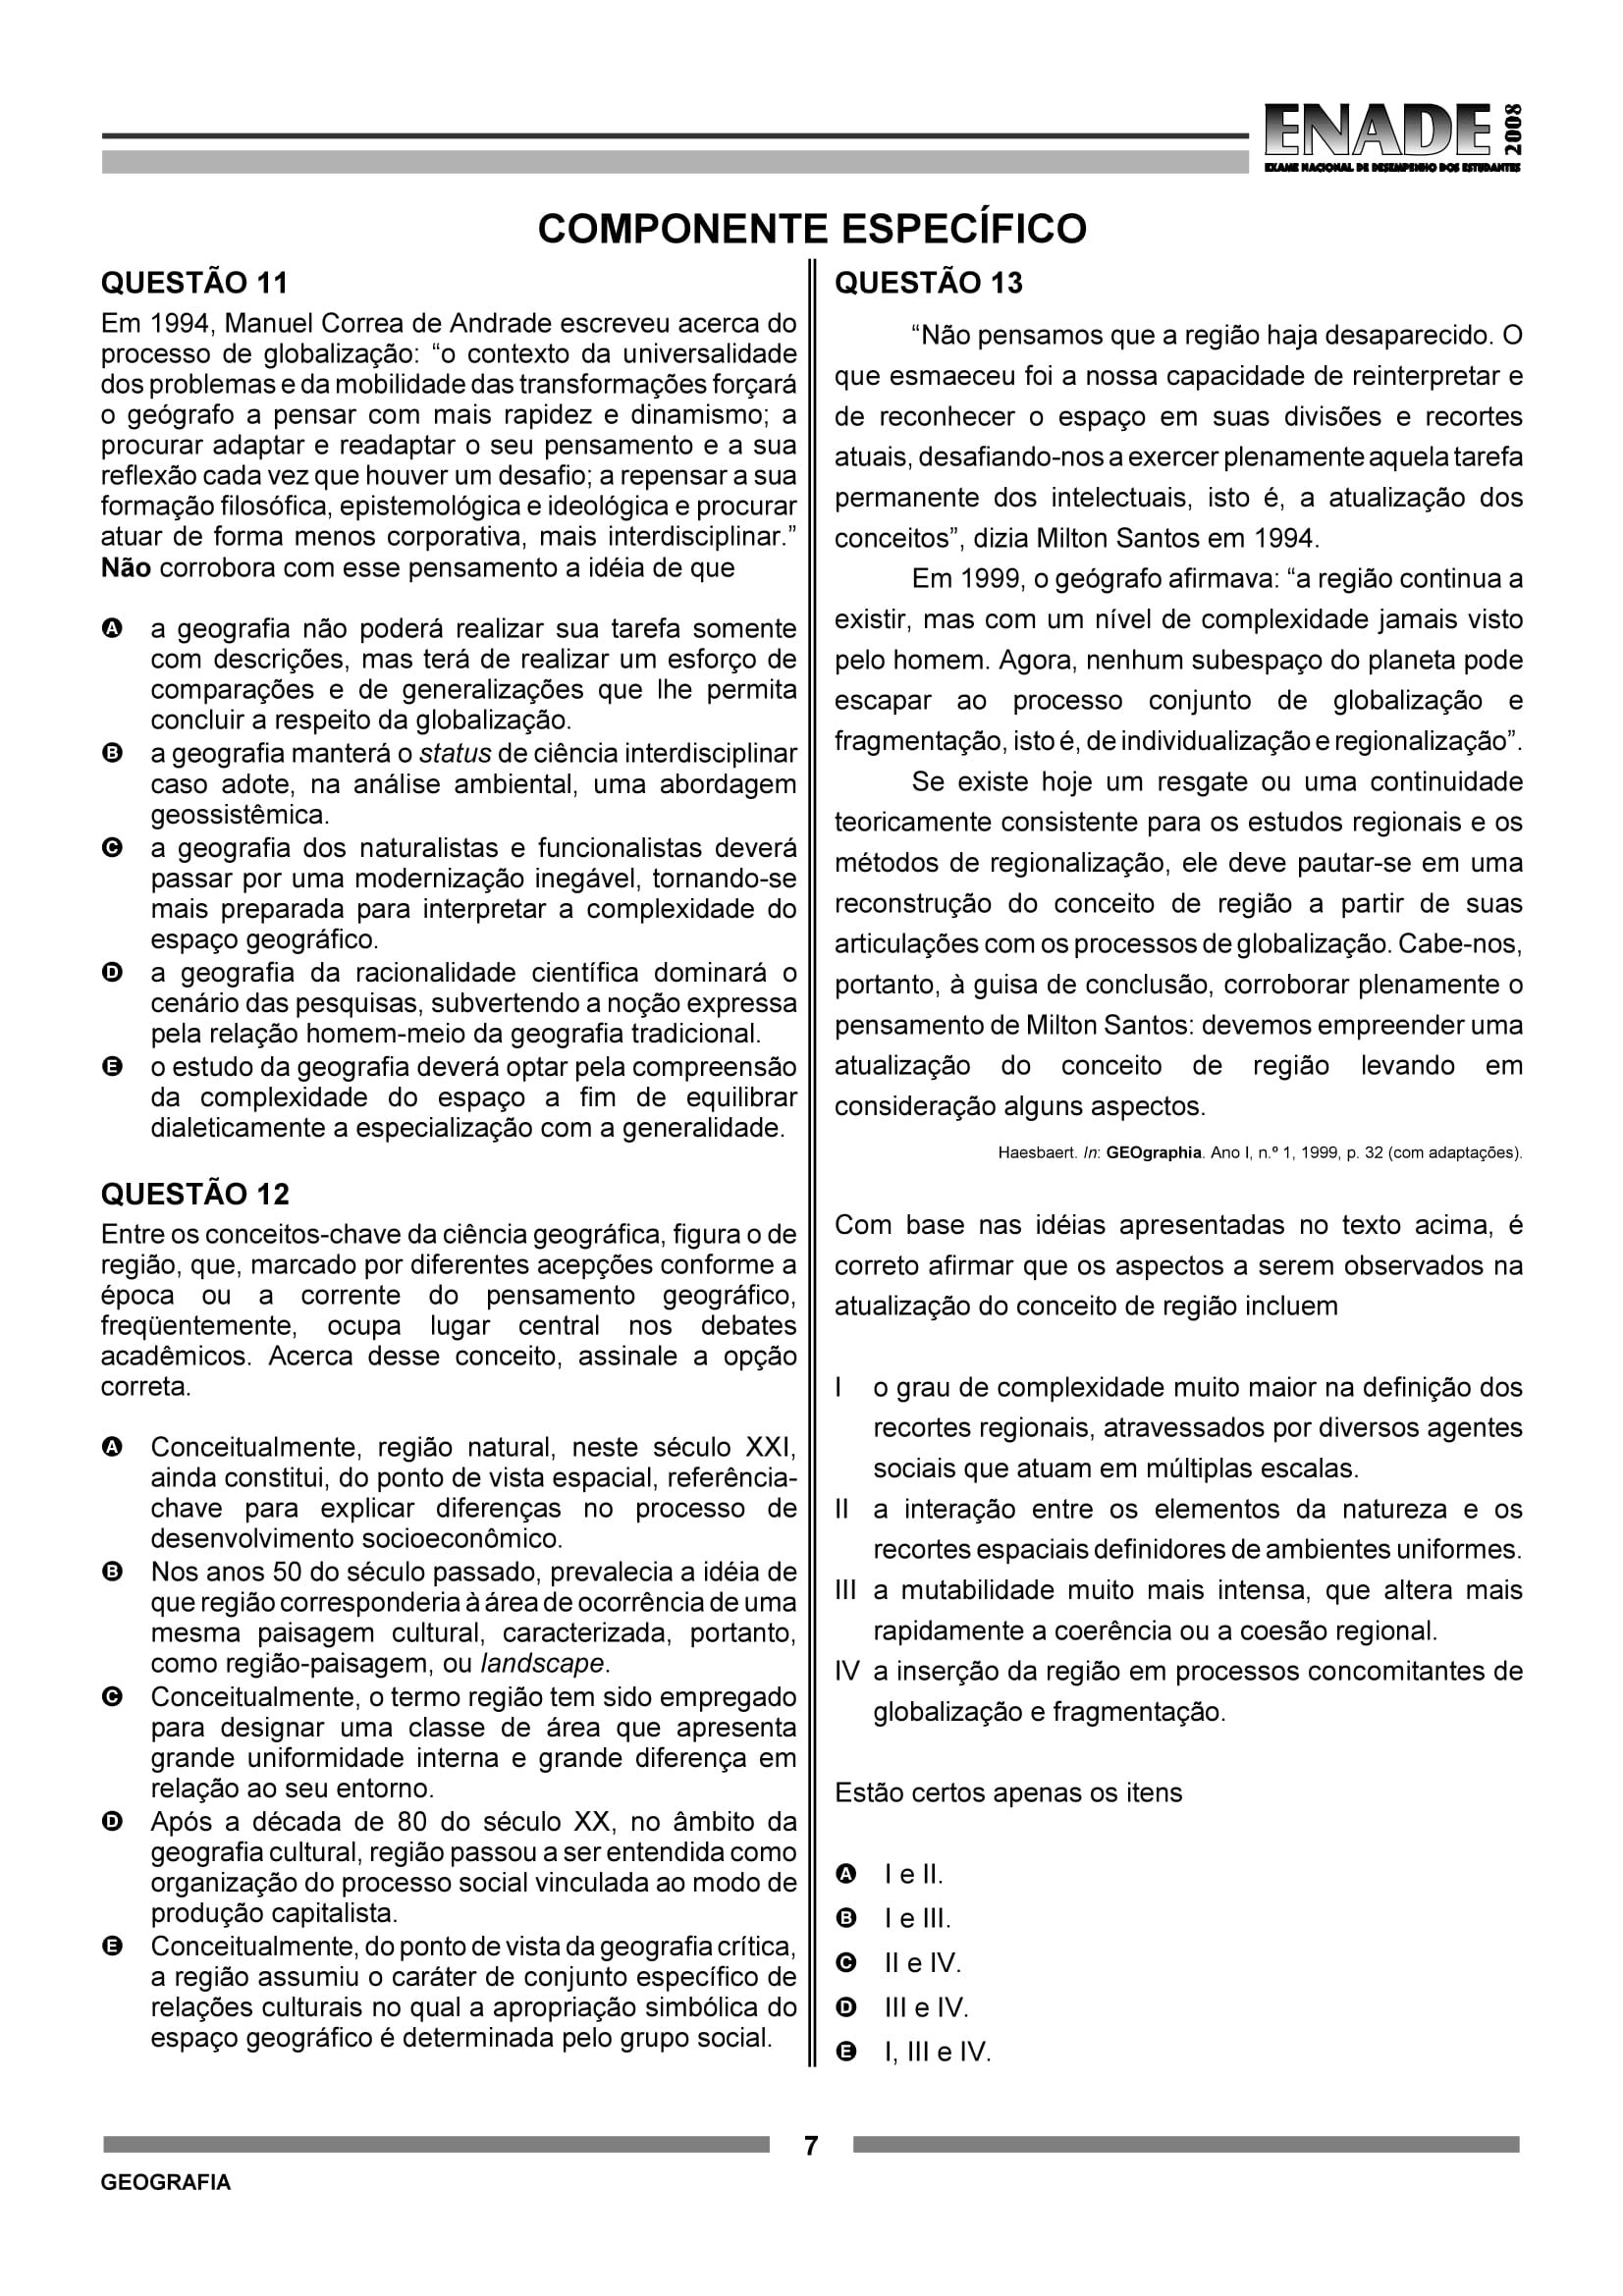 ENADE 2008
EXAME NACIONAL DE DESEMPENHO DOS ESTUDANTES
COMPONENTE ESPECÍFICO
QUESTÃO 11
Em 1994, Manuel Correa de Andrade escreveu acerca do
processo de globalização: “o contexto da universalidade
dos problemas e da mobilidade das transformações forçará
o geógrafo a pensar com mais rapidez e dinamismo; a
procurar adaptar e readaptar o seu pensamento e a sua
reflexão cada vez que houver um desafio; a repensar a sua
formação filosófica, epistemológica e ideológica e procurar
atuar de forma menos corporativa, mais interdisciplinar.”
Não corrobora com esse pensamento a idéia de que
A a geografia não poderá realizar sua tarefa somente
com descrições, mas terá de realizar um esforço de
comparações e de generalizações que lhe permita
concluir a respeito da globalização.
B a geografia manterá o status de ciência interdisciplinar
caso adote, na análise ambiental, uma abordagem
geossistêmica.
C a geografia dos naturalistas e funcionalistas deverá
passar por uma modernização inegável, tornando-se
mais preparada para interpretar a complexidade do
espaço geográfico.
D a geografia da racionalidade científica dominará o
cenário das pesquisas, subvertendo a noção expressa
pela relação homem-meio da geografia tradicional.
E o estudo da geografia deverá optar pela compreensão
da complexidade do espaço a fim de equilibrar
dialeticamente a especialização com a generalidade.
QUESTÃO 12
Entre os conceitos-chave da ciência geográfica, figura o de
região, que, marcado por diferentes acepções conforme a
época ou a corrente do pensamento geográfico,
freqüentemente, ocupa lugar central nos debates
acadêmicos. Acerca desse conceito, assinale a opção
correta.
A Conceitualmente, região natural, neste século XXI,
ainda constitui, do ponto de vista espacial, referência-
chave para explicar diferenças no processo de
desenvolvimento socioeconômico.
B Nos anos 50 do século passado, prevalecia a idéia de
que região corresponderia à área de ocorrência de uma
mesma paisagem cultural, caracterizada, portanto,
como região-paisagem, ou landscape.
C Conceitualmente, o termo região tem sido empregado
para designar uma classe de área que apresenta
grande uniformidade interna e grande diferença em
relação ao seu entorno.
D Após a década de 80 do século XX, no âmbito da
geografia cultural, região passou a ser entendida como
organização do processo social vinculada ao modo de
produção capitalista.
E Conceitualmente, do ponto de vista da geografia crítica,
a região assumiu o caráter de conjunto específico de
relações culturais no qual a apropriação simbólica do
espaço geográfico é determinada pelo grupo social.
QUESTÃO 13
“Não pensamos que a região haja desaparecido. O
que esmaeceu foi a nossa capacidade de reinterpretar e
de reconhecer o espaço em suas divisões e recortes
atuais, desafiando-nos a exercer plenamente aquela tarefa
permanente dos intelectuais, isto é, a atualização dos
conceitos”, dizia Milton Santos em 1994.
Em 1999, o geógrafo afirmava: “a região continua a
existir, mas com um nível de complexidade jamais visto
pelo homem. Agora, nenhum subespaço do planeta pode
escapar ao processo conjunto de globalização e
fragmentação, isto é, de individualização e regionalização”.
Se existe hoje um resgate ou uma continuidade
teoricamente consistente para os estudos regionais e os
métodos de regionalização, ele deve pautar-se em uma
reconstrução do conceito de região a partir de suas
articulações com os processos de globalização. Cabe-nos,
portanto, à guisa de conclusão, corroborar plenamente o
pensamento de Milton Santos: devemos empreender uma
atualização do conceito de região levando em
consideração alguns aspectos.
Haesbaert. In: GEOgraphia. Ano I, n.º 1, 1999, p. 32 (com adaptações).
Com base nas idéias apresentadas no texto acima, é
correto afirmar que os aspectos a serem observados na
atualização do conceito de região incluem
I o grau de complexidade muito maior na definição dos
recortes regionais, atravessados por diversos agentes
sociais que atuam em múltiplas escalas.
II a interação entre os elementos da natureza e os
recortes espaciais definidores de ambientes uniformes.
III a mutabilidade muito mais intensa, que altera mais
rapidamente a coerência ou a coesão regional.
IV a inserção da região em processos concomitantes de
globalização e fragmentação.
Estão certos apenas os itens
A I e II.
B I e III.
C II e IV.
D III e IV.
E I, III e IV.
7
GEOGRAFIA